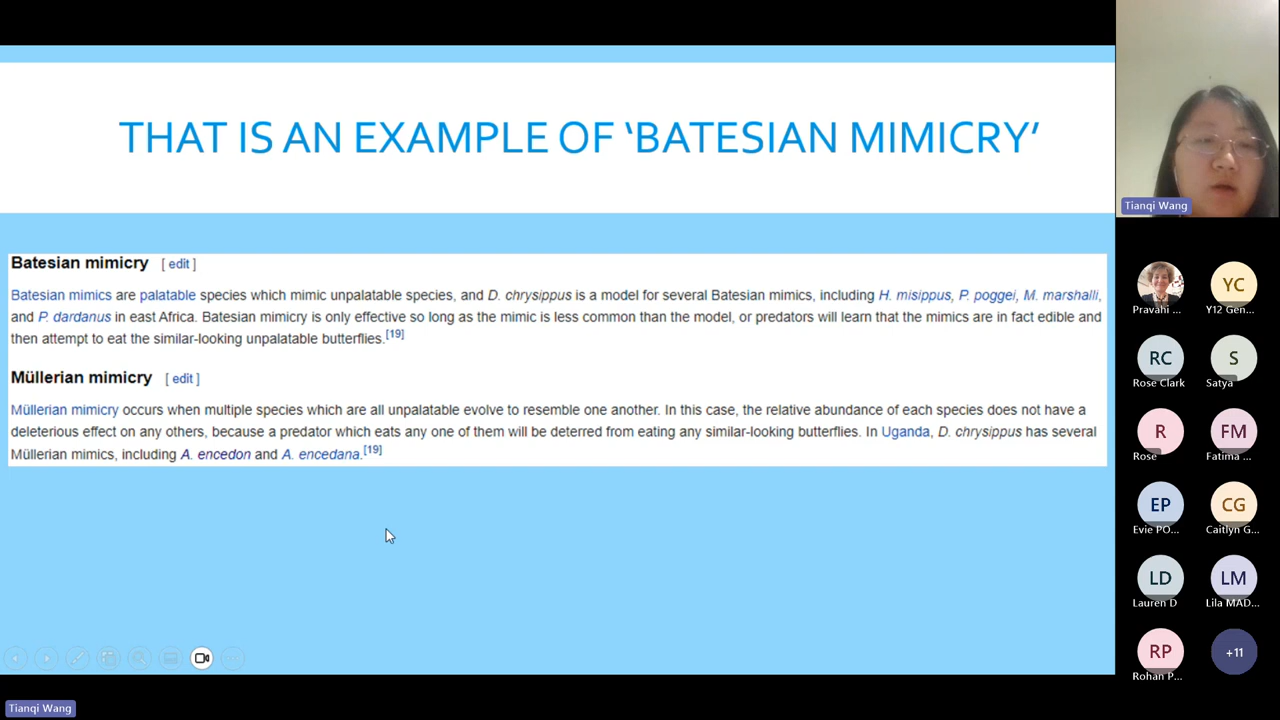 THAT IS AN EXAMPLE OF ‘BATESIAN MIMICRY’
Batesian mimicry [ edit ]
Batesian mimics are palatable species which mimic unpalatable species, and D. chrysippus is a model for several Batesian mimics, including H. misippus, P. poggei, M. marshalli,
and P. dardanus in east Africa. Batesian mimicry is only effective so long as the mimic is less common than the model, or predators will learn that the mimics are in fact edible and
then attempt to eat the similar-looking unpalatable butterflies.[19]
Müllerian mimicry [ edit ]
Müllerian mimicry occurs when multiple species which are all unpalatable evolve to resemble one another. In this case, the relative abundance of each species does not have a
deleterious effect on any others, because a predator which eats any one of them will be deterred from eating any similar-looking butterflies. In Uganda, D. chrysippus has several
Müllerian mimics, including A. encedon and A. encedana.[19]
Tianqi Wang
Tianqi Wang
YC
Pravahi ...
Y12 Gen...
RC
S
Rose Clark
Satya
R
FM
Rose
Fatima ...
EP
CG
Evie PO...
Caitlyn G...
LD
LM
Lauren D
Lila MAD...
RP
+11
Rohan P...